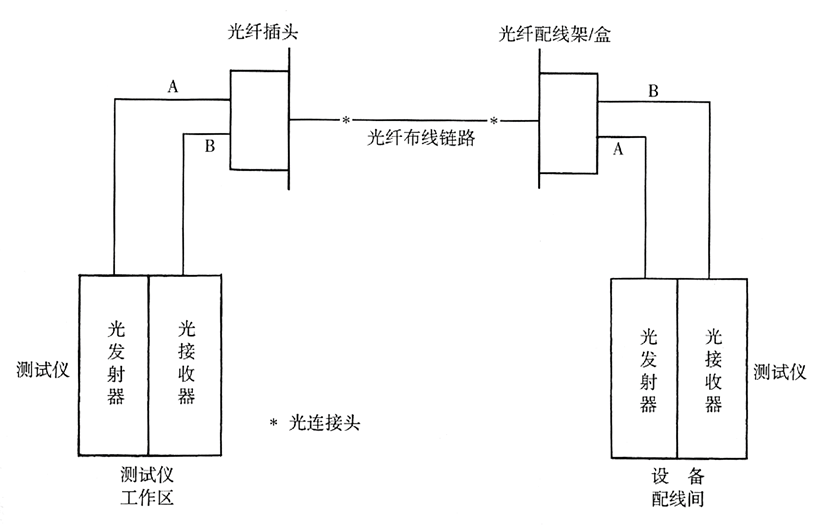 光纤插头
光纤配线架/盒
A
B
B
A
*
*
光纤布线链路
测试仪
光发射器
光接收器
光发射器
光接收器
测试仪
* 光连接头
测试仪
工作区
设 备
配线间